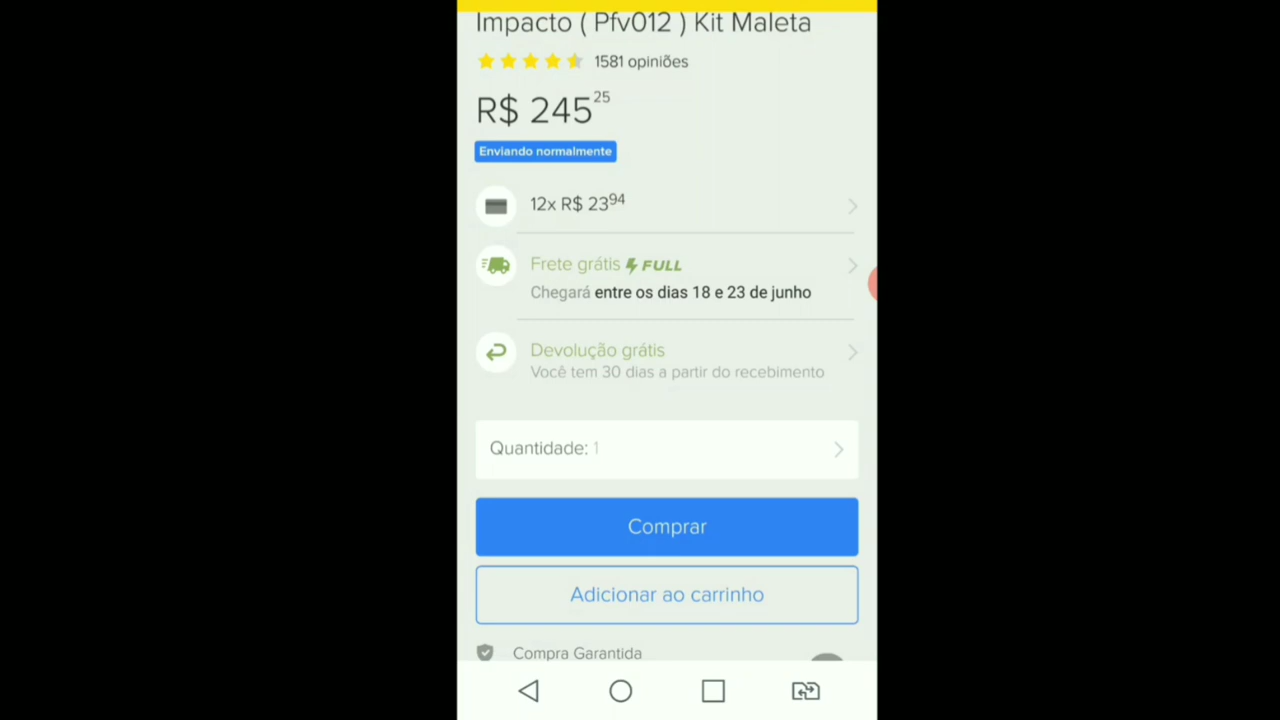 Impacto ( Pfv012 ) Kit Maleta
1581 opiniões
R$ 245 25
Enviando normalmente
12x R$ 23 94
Frete grátis FULL
Chegará entre os dias 18 e 23 de junho
Devolução grátis
Você tem 30 dias a partir do recebimento
Quantidade: 1
Comprar
Adicionar ao carrinho
Compra Garantida